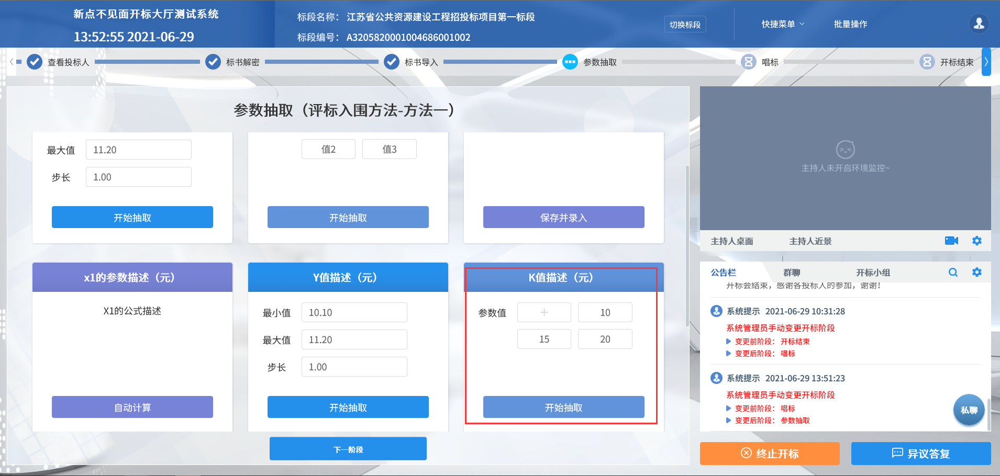 新点不见面开标大厅测试系统
13:52:55 2021-06-29
标段名称： 江苏省公共资源建设工程招投标项目第一标段
标段编号： A3205820001004686001002
切换标段
快捷菜单
批量操作
查看投标人
标书解密
标书导入
参数抽取
唱标
开标结束
参数抽取（评标入围方法-方法一）
最大值 11.20
步长 1.00
开始抽取
值2 值3
开始抽取
保存并录入
x1的参数描述（元）
X1的公式描述
自动计算
Y值描述（元）
最小值 10.10
最大值 11.20
步长 1.00
开始抽取
K值描述（元）
参数值 + 10
15 20
开始抽取
下一阶段
>_<
主持人未开启环境监控~
主持人桌面 主持人近景
公告栏 群聊 开标小组
开标会结束，感谢各投标人的参加，谢谢！
系统提示 2021-06-29 10:31:28
系统管理员手动变更开标阶段
变更前阶段： 开标结束
变更后阶段： 唱标
系统提示 2021-06-29 13:51:23
系统管理员手动变更开标阶段
变更前阶段： 唱标
变更后阶段： 参数抽取
私聊
终止开标
异议答复